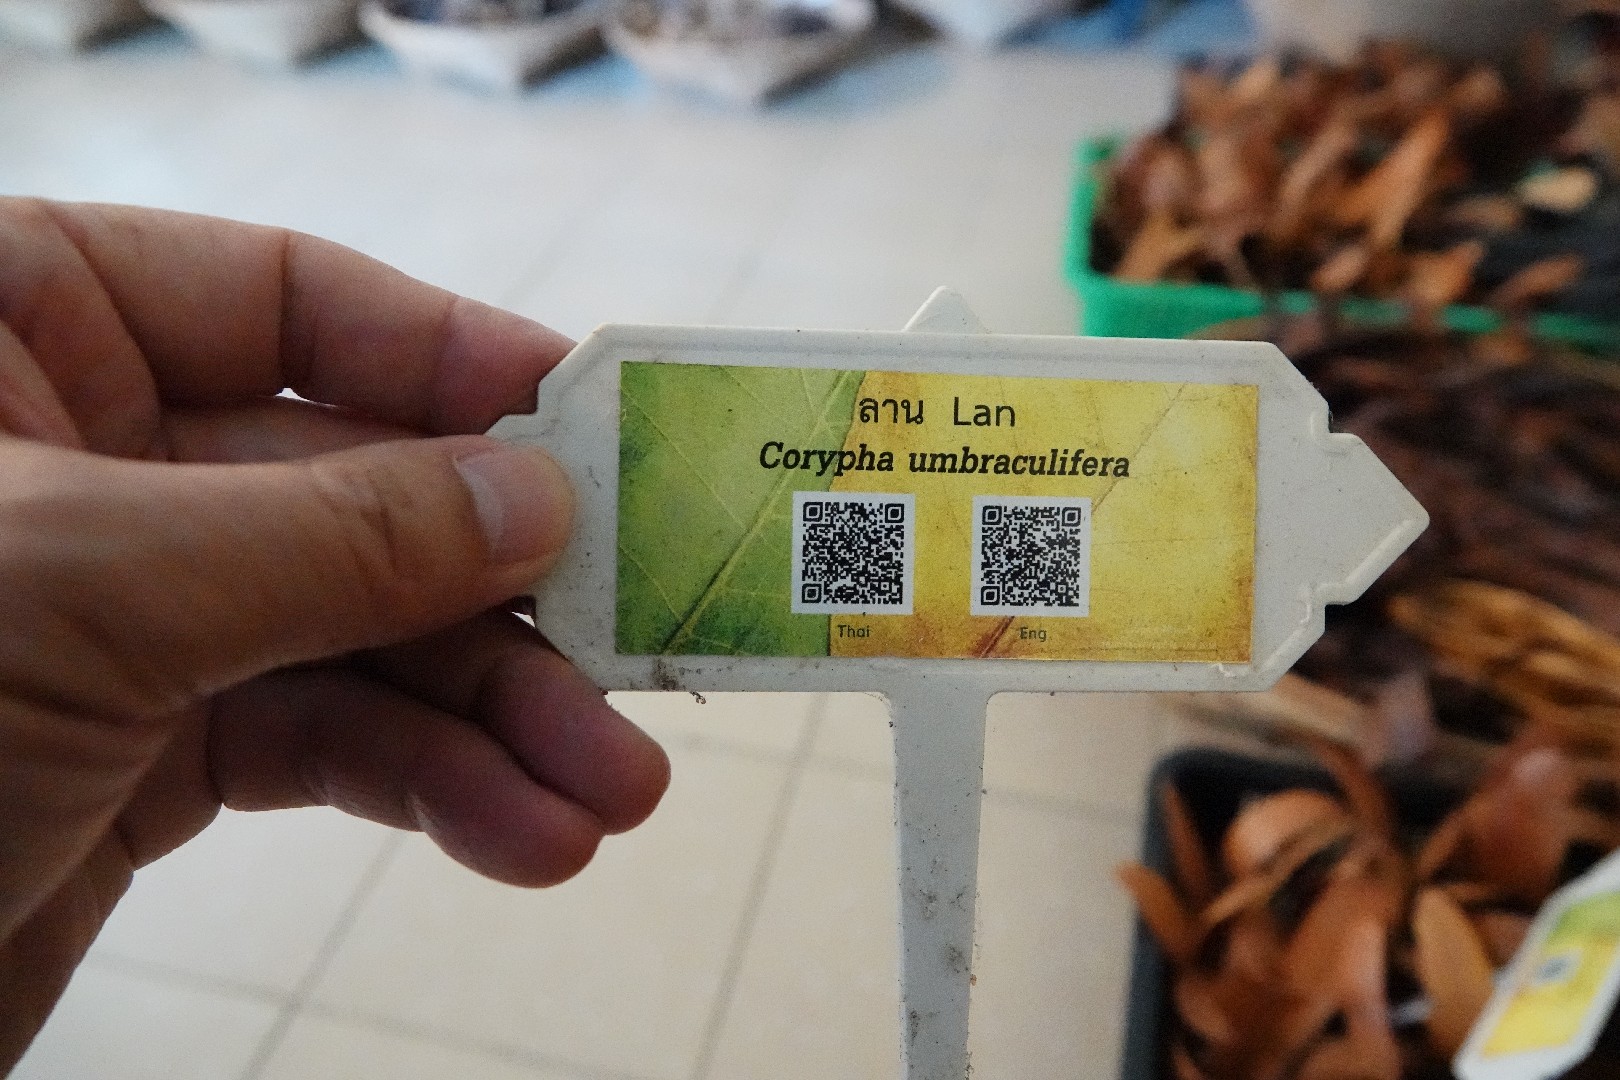 ลาน Lan
Corypha umbraculifera
Thai Eng